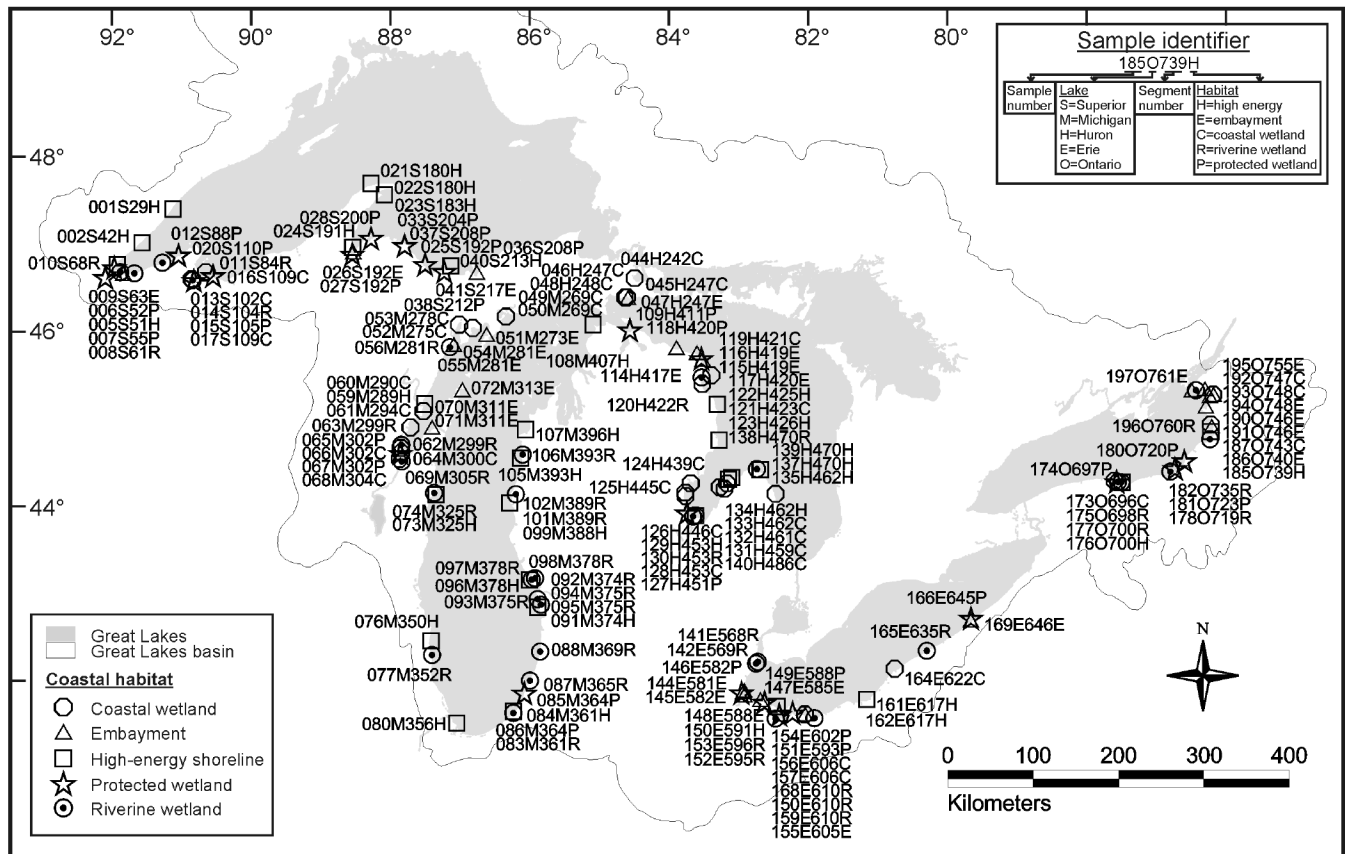 92°
90°
88°
86°
84°
82°
80°
48°
46°
44°
Sample identifier
185O739H
Sample number
Lake
S=Superior
M=Michigan
H=Huron
E=Erie
O=Ontario
Segment number
Habitat
H=high energy
E=embayment
C=coastal wetland
R=riverine wetland
P=protected wetland
001S29H
002S42H
010S68R
009S63E
006S52P
005S51H
007S55P
008S61R
012S88P
020S110P
011S84R
016S109C
013S102C
014S104R
015S105P
017S109C
021S180H
022S180H
023S183H
028S200P
024S191H
033S204P
037S208P
025S192P
036S208P
040S213H
026S192E
027S192P
041S217E
038S212P
053M278C
052M275C
056M281R
051M273E
054M281E
055M281E
050M269C
049M269C
048H248C
046H247C
044H242C
045H247C
047H247E
109H411P
118H420P
108M407H
119H421C
116H419E
115H419E
114H417E
117H420E
122H425H
121H423C
123H426H
120H422R
138H470R
139H470H
137H470H
135H462H
124H439C
125H445C
126H446C
129H453H
130H453R
128H453C
127H451P
134H462H
133H462C
132H461C
131H459C
140H486C
072M313E
060M290C
059M289H
061M294C
070M311E
071M311E
063M299R
065M302P
066M302C
067M302P
068M304C
062M299R
064M300C
069M305R
074M325R
073M325H
107M396H
106M393R
105M393H
102M389R
101M389R
099M388H
098M378R
097M378R
096M378H
092M374R
094M375R
093M375R
095M375R
091M374H
076M350H
077M352R
088M369R
087M365R
085M364P
084M361H
086M364P
083M361R
080M356H
141E568R
142E569R
146E582P
144E581E
145E582E
149E588P
147E585E
148E588E
150E591H
153E596R
152E595R
154E602P
151E593P
156E606C
157E606C
168E610R
150E610R
159E610R
155E605E
161E617H
162E617H
164E622C
165E635R
166E645P
169E646E
197O761E
195O755E
192O747C
193O748C
194O748E
190O746E
191O746E
187O743C
186O740E
185O739H
196O760R
180O720P
174O697P
173O696C
175O698R
177O700R
176O700H
182O735R
181O723P
178O719R
Great Lakes
Great Lakes basin
Coastal habitat
Coastal wetland
Embayment
High-energy shoreline
Protected wetland
Riverine wetland
N
0 100 200 300 400
Kilometers